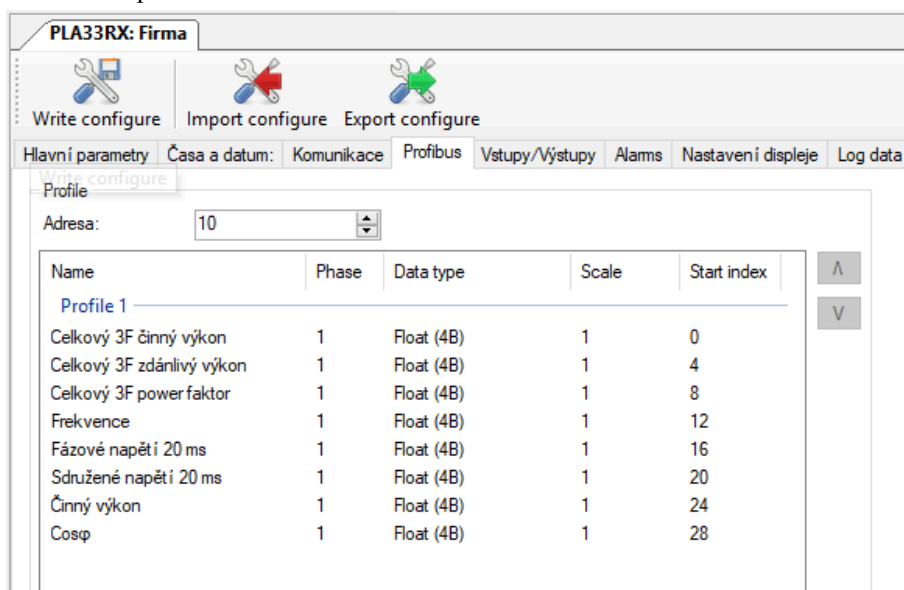 PLA33RX: Firma
Write configure Import configure Export configure
Hlavní parametry Časa a datum: Komunikace Profibus Vstupy/Výstupy Alarms Nastavení displeje Log data
Write configure
Profile
Adresa: 10
Name Phase Data type Scale Start index
Profile 1
Celkový 3F činný výkon 1 Float (4B) 1 0
Celkový 3F zdánlivý výkon 1 Float (4B) 1 4
Celkový 3F power faktor 1 Float (4B) 1 8
Frekvence 1 Float (4B) 1 12
Fázové napětí 20 ms 1 Float (4B) 1 16
Sdružené napětí 20 ms 1 Float (4B) 1 20
Činný výkon 1 Float (4B) 1 24
Cosφ 1 Float (4B) 1 28